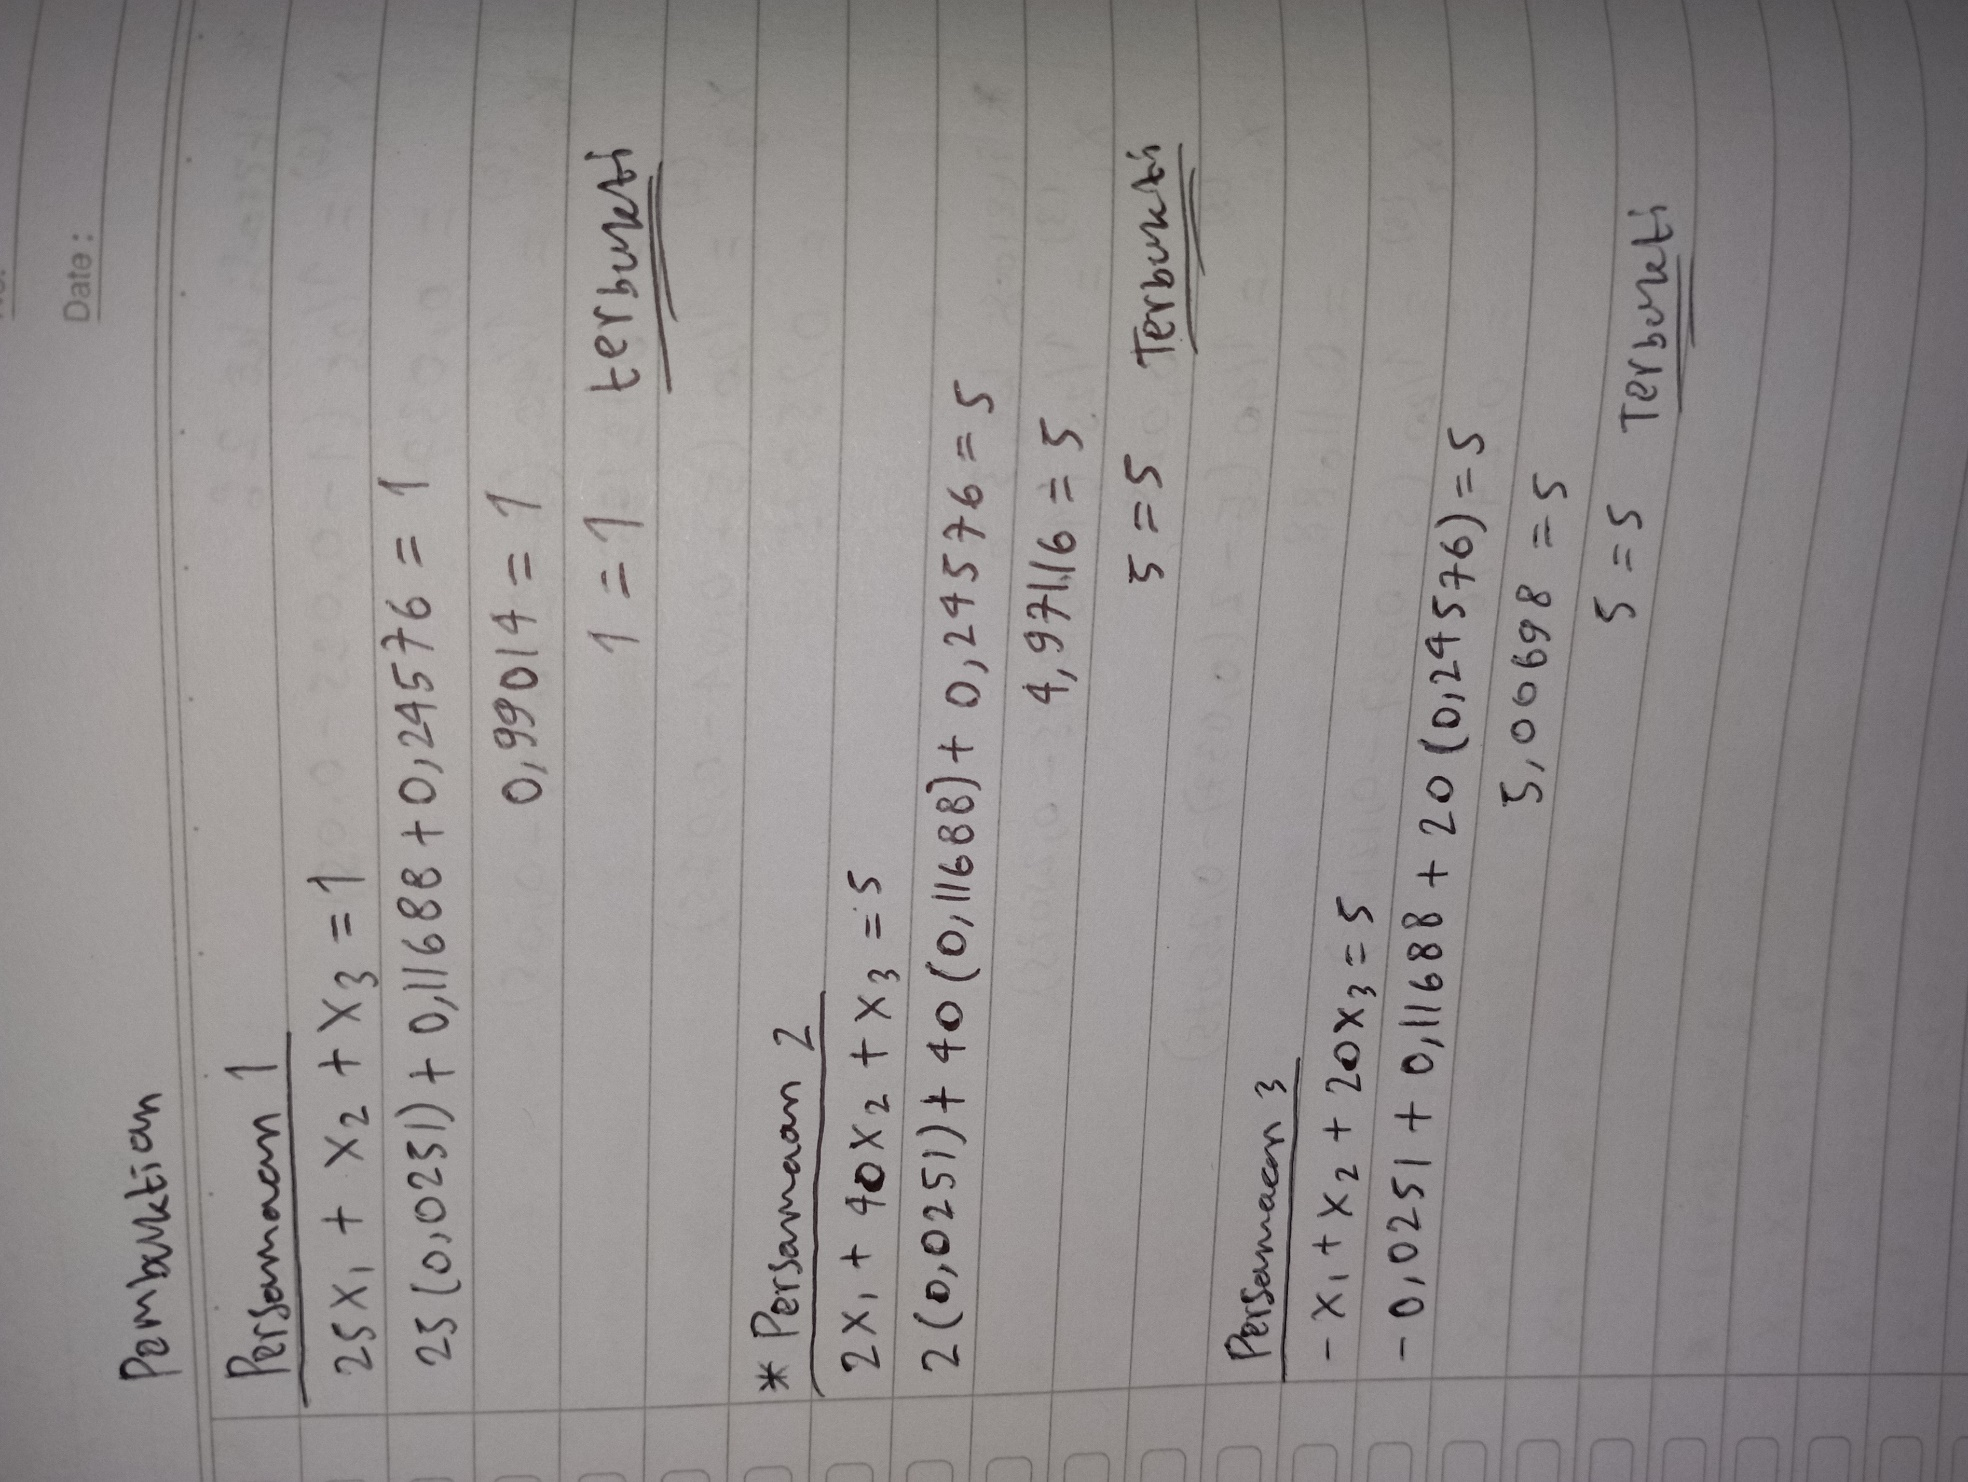 Date :
Pembuktian
Persamaan 1
25x₁ + x₂ + x₃ = 1
25 (0,0251) + 0,11688 + 0,24576 = 1
0,99014 = 1
1 = 1 terbukti
* Persamaan 2
2x₁ + 40x₂ + x₃ = 5
2 (0,0251) + 40 (0,11688) + 0,24576 = 5
4,97116 = 5
5 = 5 Terbukti
Persamaan 3
- x₁ + x₂ + 20x₃ = 5
- 0,0251 + 0,11688 + 20 (0,24576) = 5
5,00698 = 5
5 = 5 Terbukti